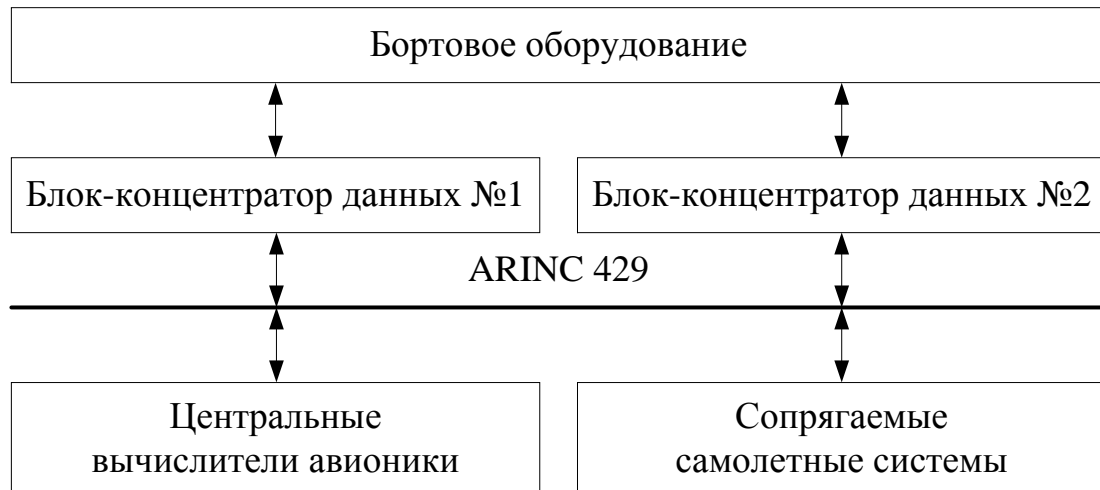 Бортовое оборудование
Блок-концентратор данных №1
Блок-концентратор данных №2
ARINC 429
Центральные
вычислители авионики
Сопрягаемые
самолетные системы